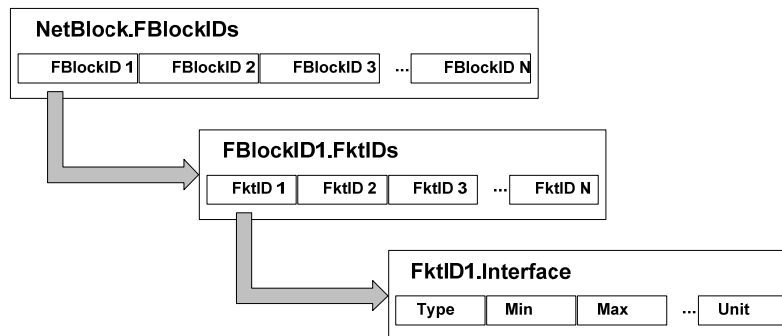 NetBlock.FBlockIDs
FBlockID 1 FBlockID 2 FBlockID 3 ... FBlockID N
FBlockID1.FktIDs
FktID 1 FktID 2 FktID 3 ... FktID N
FktID1.Interface
Type Min Max ... Unit